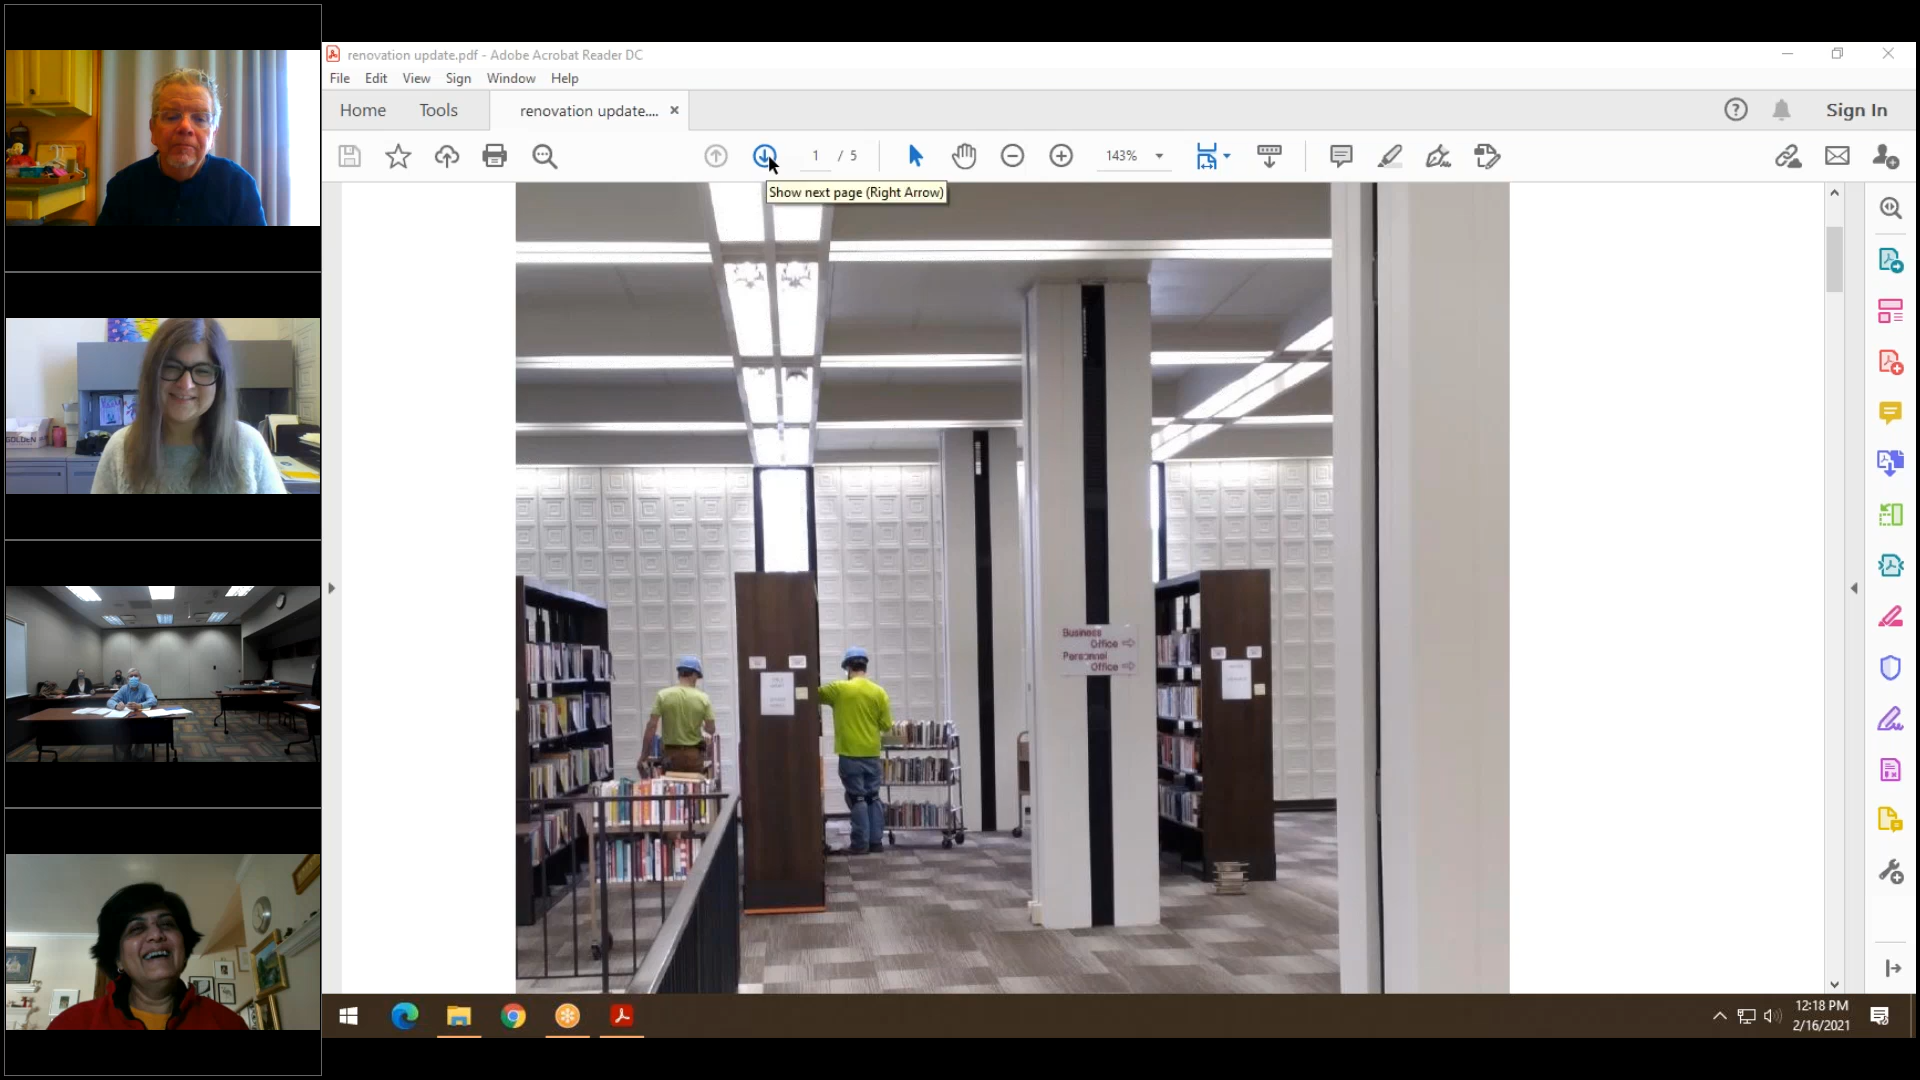 renovation update.pdf - Adobe Acrobat Reader DC
File Edit View Sign Window Help
Home Tools renovation update.... × Sign In
1 / 5 143%
Show next page (Right Arrow)
GOLDEN
Business
Office ⇨
Personnel
Office ⇨
12:18 PM
2/16/2021